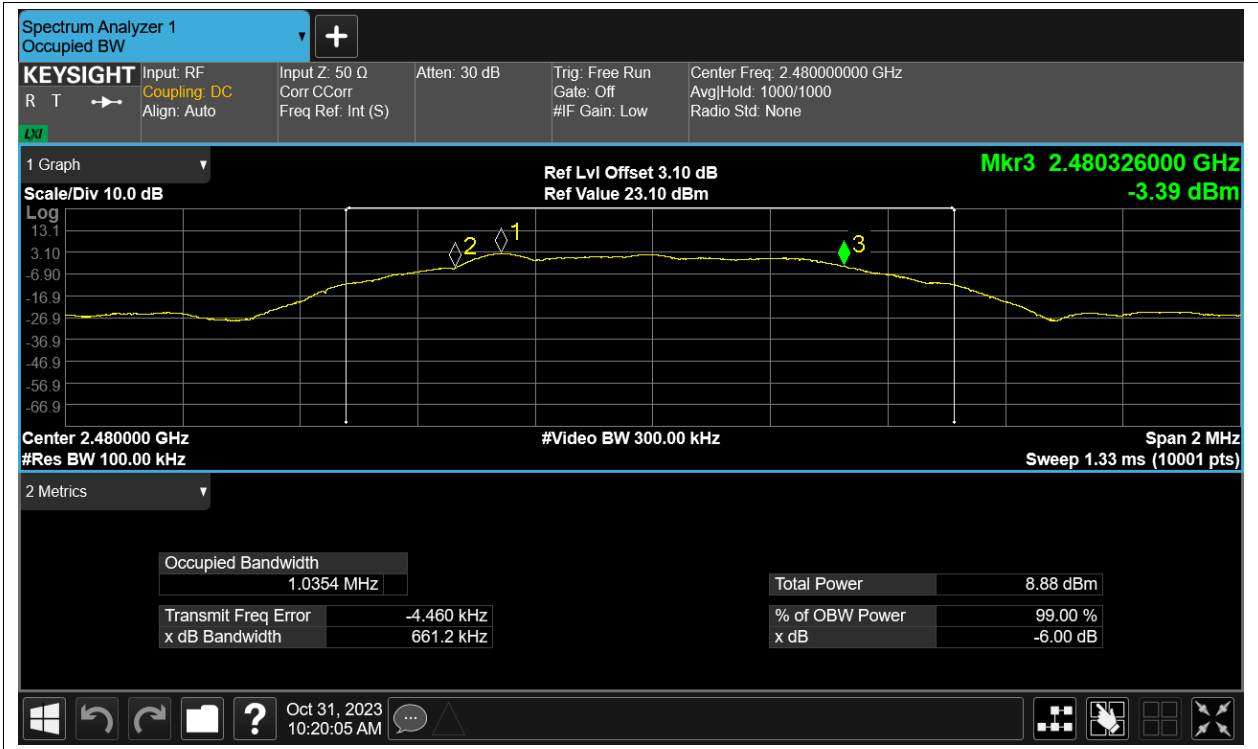 Spectrum Analyzer 1
Occupied BW
KEYSIGHT
R T
LXI
Input: RF
Coupling: DC
Align: Auto
Input Z: 50 Ω
Corr CCorr
Freq Ref: Int (S)
Atten: 30 dB
Trig: Free Run
Gate: Off
#IF Gain: Low
Center Freq: 2.480000000 GHz
Avg|Hold: 1000/1000
Radio Std: None
1 Graph
Scale/Div 10.0 dB
Ref Lvl Offset 3.10 dB
Ref Value 23.10 dBm
Mkr3 2.480326000 GHz
-3.39 dBm
Log
13.1
3.10
-6.90
-16.9
-26.9
-36.9
-46.9
-56.9
-66.9
2
1
3
Center 2.480000 GHz
#Video BW 300.00 kHz
Span 2 MHz
#Res BW 100.00 kHz
Sweep 1.33 ms (10001 pts)
2 Metrics
Occupied Bandwidth
1.0354 MHz
Transmit Freq Error -4.460 kHz
x dB Bandwidth 661.2 kHz
Total Power 8.88 dBm
% of OBW Power 99.00 %
x dB -6.00 dB
?
Oct 31, 2023
10:20:05 AM